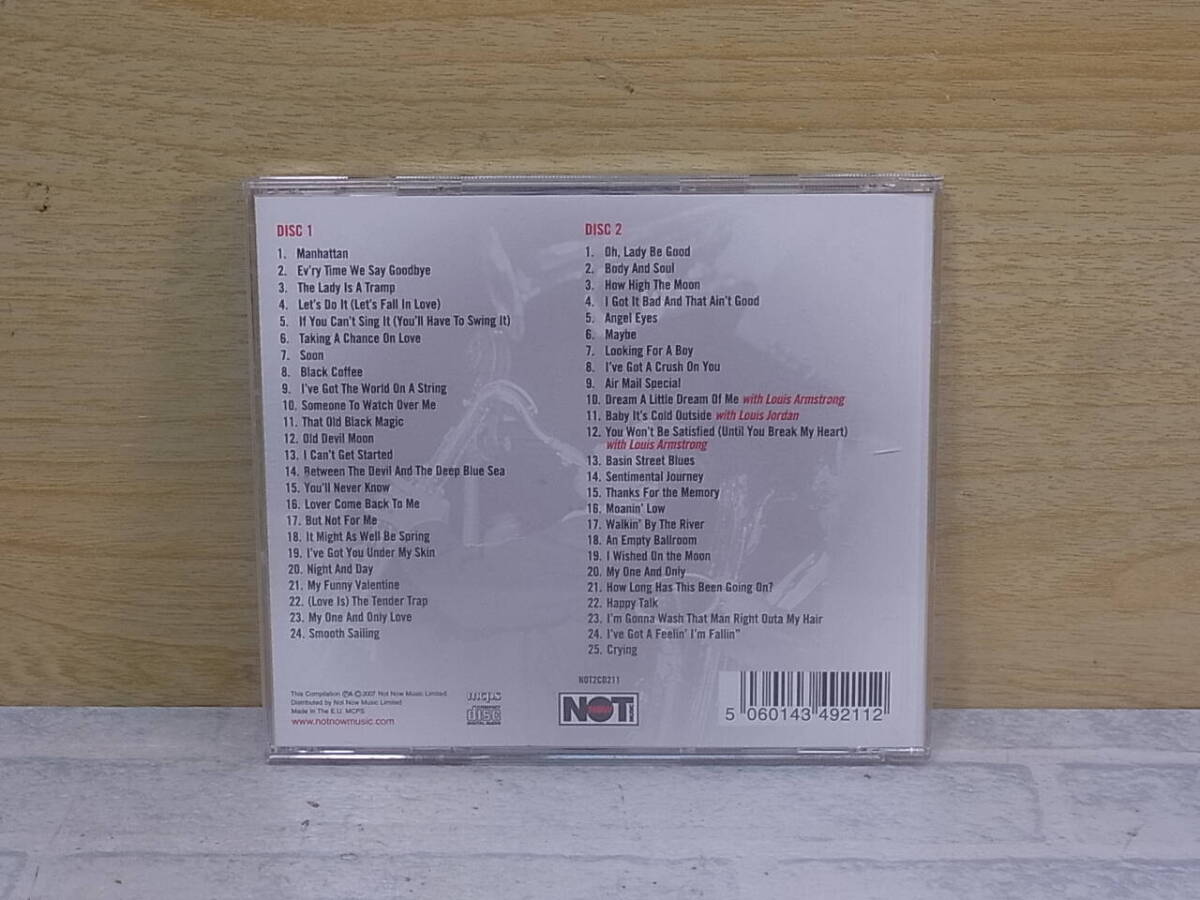 DISC 1
1. Manhattan
2. Ev'ry Time We Say Goodbye
3. The Lady Is A Tramp
4. Let's Do It (Let's Fall In Love)
5. If You Can't Sing It (You'll Have To Swing It)
6. Taking A Chance On Love
7. Soon
8. Black Coffee
9. I've Got The World On A String
10. Someone To Watch Over Me
11. That Old Black Magic
12. Old Devil Moon
13. I Can't Get Started
14. Between The Devil And The Deep Blue Sea
15. You'll Never Know
16. Lover Come Back To Me
17. But Not For Me
18. It Might As Well Be Spring
19. I've Got You Under My Skin
20. Night And Day
21. My Funny Valentine
22. (Love Is) The Tender Trap
23. My One And Only Love
24. Smooth Sailing
DISC 2
1. Oh, Lady Be Good
2. Body And Soul
3. How High The Moon
4. I Got It Bad And That Ain't Good
5. Angel Eyes
6. Maybe
7. Looking For A Boy
8. I've Got A Crush On You
9. Air Mail Special
10. Dream A Little Dream Of Me with Louis Armstrong
11. Baby It's Cold Outside with Louis Jordan
12. You Won't Be Satisfied (Until You Break My Heart)
with Louis Armstrong
13. Basin Street Blues
14. Sentimental Journey
15. Thanks For the Memory
16. Moanin' Low
17. Walkin' By The River
18. An Empty Ballroom
19. I Wished On the Moon
20. My One And Only
21. How Long Has This Been Going On?
22. Happy Talk
23. I'm Gonna Wash That Man Right Outa My Hair
24. I've Got A Feelin' I'm Fallin"
25. Crying
This Compilation ℗A ©2007 Not Now Music Limited
Distributed by Not Now Music Limited
Made in The E.U. MCPS
www.notnowmusic.com
mcps
COMPACT
disc
DIGITAL AUDIO
NOT2CD211
NOT
NOW
MUSIC
5 060143 492112